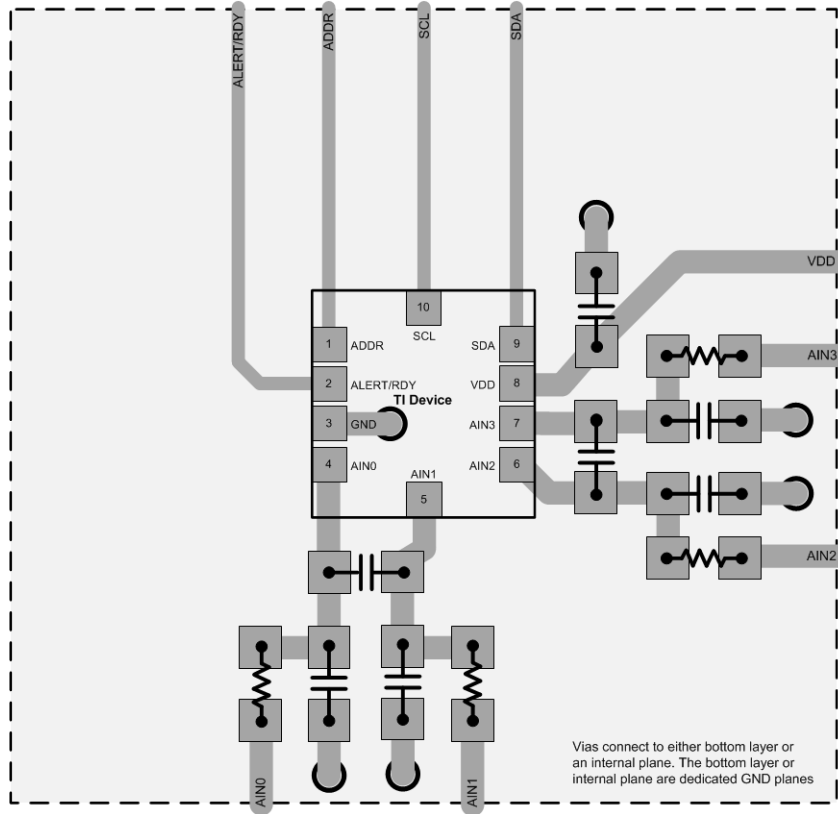 ALERT/RDY
ADDR
SCL
SDA
VDD
10
SCL
1 ADDR
SDA 9
AIN3
2 ALERT/RDY
VDD 8
TI Device
3 GND
AIN3 7
4 AIN0
AIN1
AIN2 6
5
AIN2
Vias connect to either bottom layer or
an internal plane. The bottom layer or
internal plane are dedicated GND planes
AIN0
AIN1